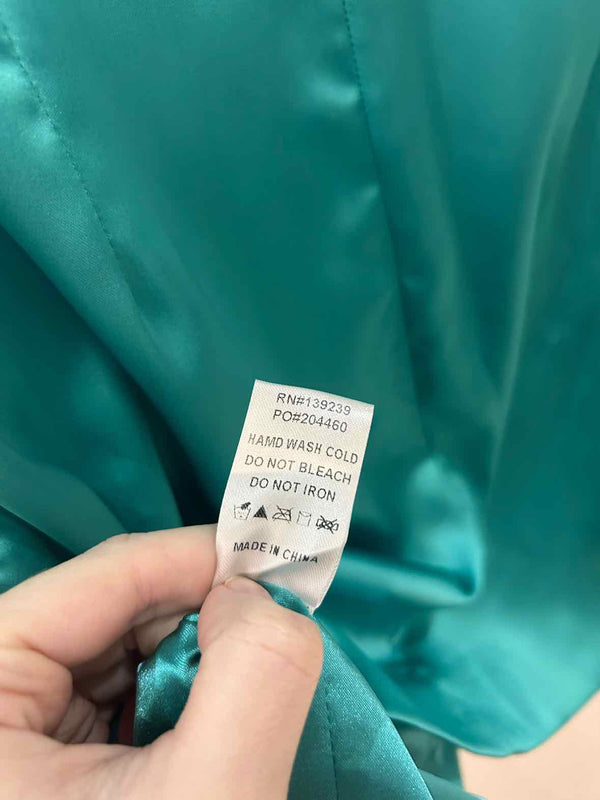 RN#139239
PO#204460
HAMD WASH COLD
DO NOT BLEACH
DO NOT IRON
MADE IN CHINA